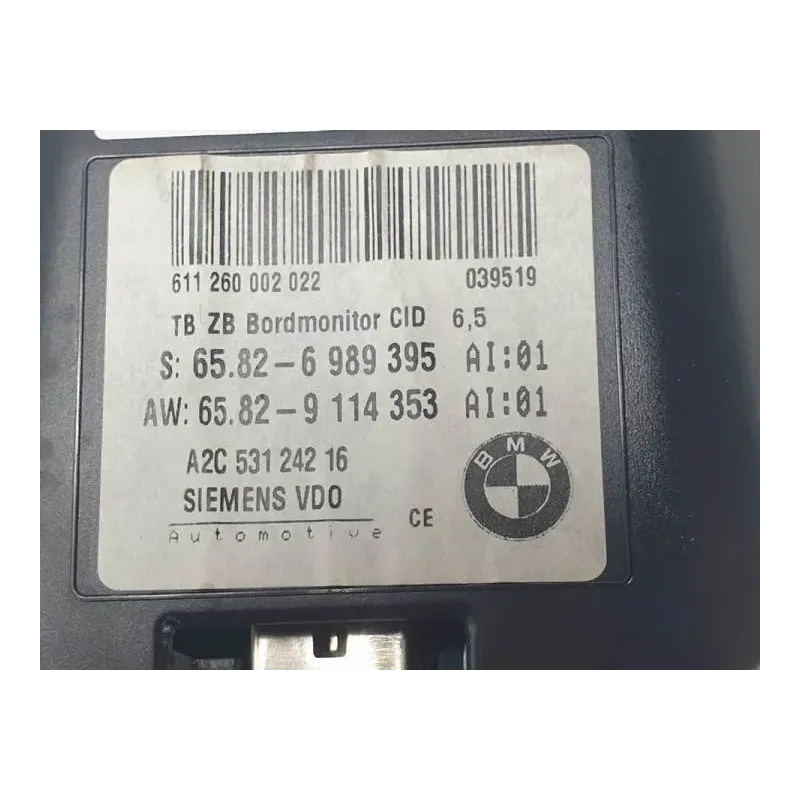 611 260 002 022 039519
TB ZB Bordmonitor CID 6,5
S: 65.82-6 989 395 AI:01
AW: 65.82-9 114 353 AI:01
A2C 531 242 16
SIEMENS VDO
Automotive
CE
BMW